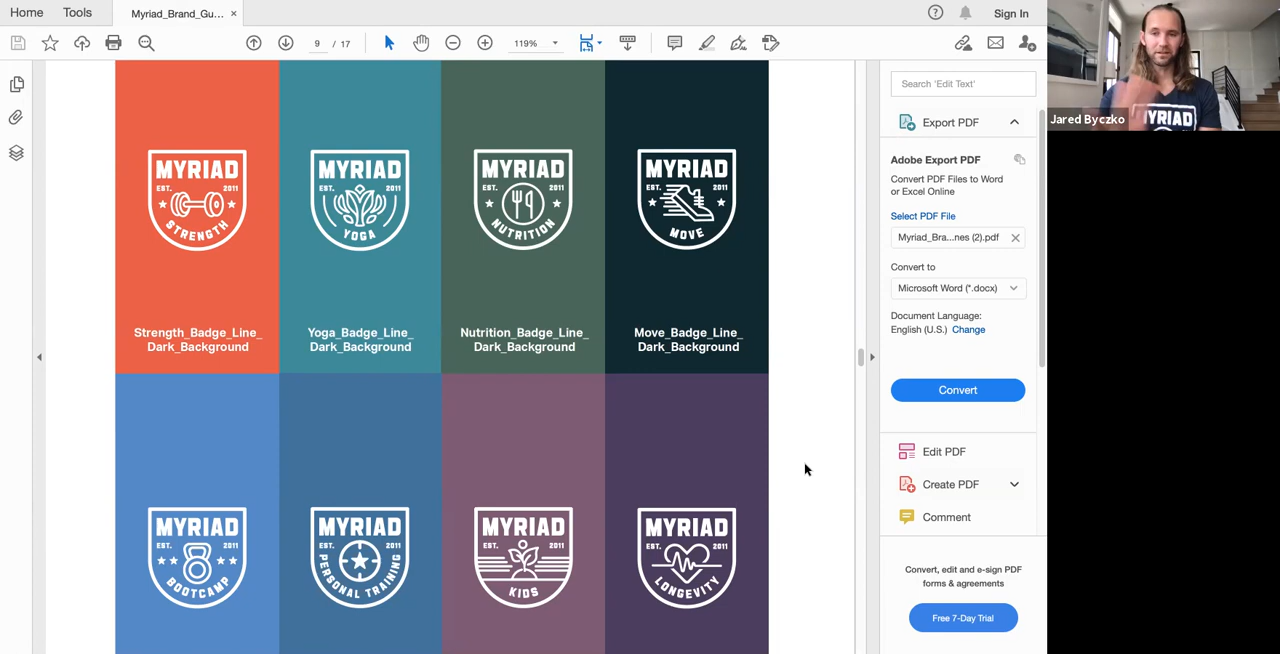 Home
Tools
Myriad_Brand_Gu...
×
Sign In
9 / 17
119%
MYRIAD
EST. 2011
STRENGTH
MYRIAD
EST. 2011
YOGA
MYRIAD
EST. 2011
NUTRITION
MYRIAD
EST. 2011
MOVE
Strength_Badge_Line_
Dark_Background
Yoga_Badge_Line_
Dark_Background
Nutrition_Badge_Line_
Dark_Background
Move_Badge_Line_
Dark_Background
MYRIAD
EST. 2011
BOOTCAMP
MYRIAD
EST. 2011
PERSONAL TRAINING
MYRIAD
EST. 2011
KIDS
MYRIAD
EST. 2011
LONGEVITY
Search 'Edit Text'
Export PDF
Adobe Export PDF
Convert PDF Files to Word
or Excel Online
Select PDF File
Myriad_Bra...nes (2).pdf
Convert to
Microsoft Word (*.docx)
Document Language:
English (U.S.) Change
Convert
Edit PDF
Create PDF
Comment
Convert, edit and e-sign PDF
forms & agreements
Free 7-Day Trial
Jared Byczko